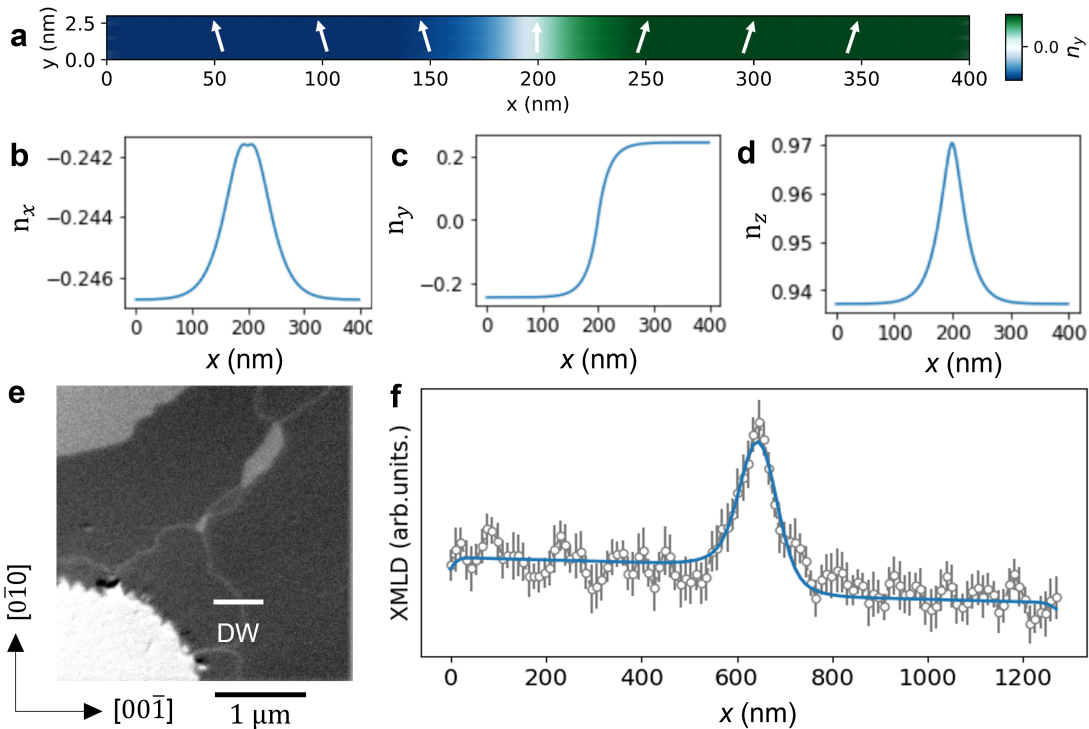 a
y (nm)
2.5
0.0
0 50 100 150 200 250 300 350 400
x (nm)
0.0
n_y
b
n_x
−0.242
−0.244
−0.246
0 100 200 300 400
x (nm)
c
n_y
0.2
0.0
−0.2
0 100 200 300 400
x (nm)
d
n_z
0.97
0.96
0.95
0.94
0 100 200 300 400
x (nm)
e
[01̄0]
[001̄]
DW
1 μm
f
XMLD (arb.units.)
0 200 400 600 800 1000 1200
x (nm)